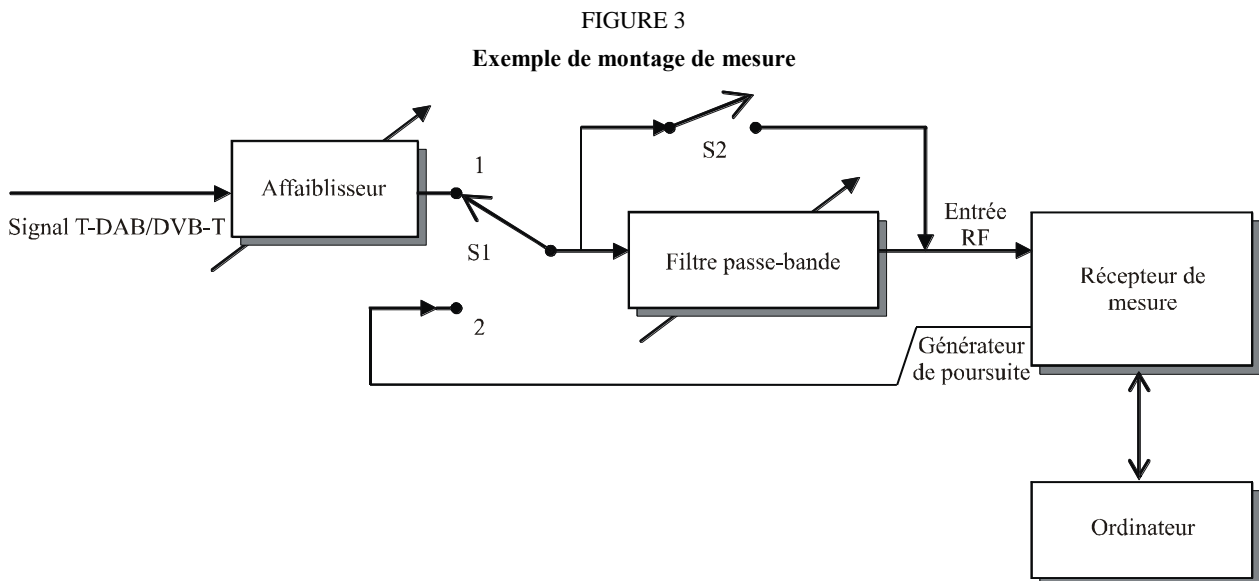 FIGURE 3
Exemple de montage de mesure
Affaiblisseur
Signal T-DAB/DVB-T
1
S1
2
S2
Filtre passe-bande
Entrée
RF
Récepteur de
mesure
Générateur
de poursuite
Ordinateur